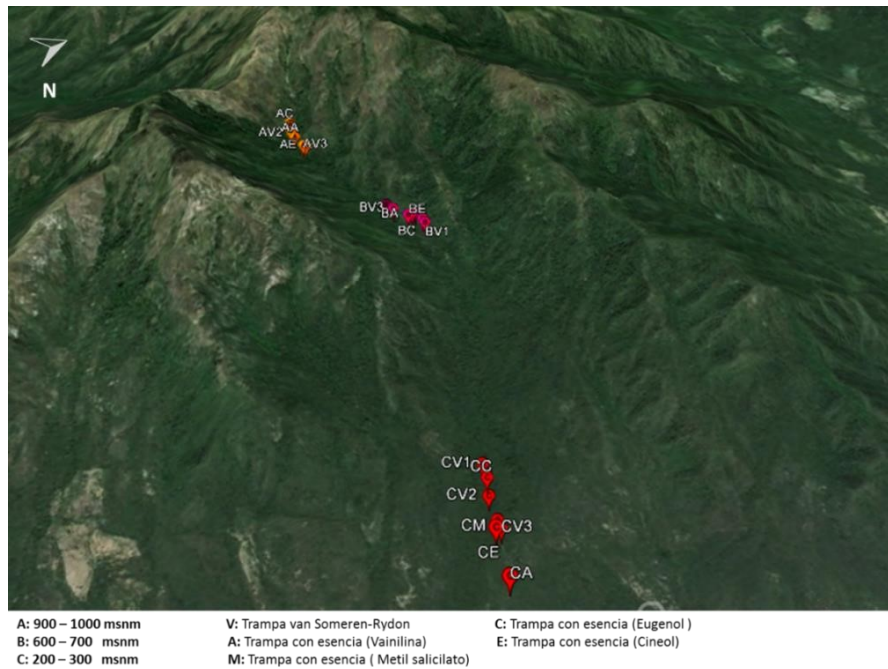 N
AC
AA
AV2
AV3
AE
BV3
BE
BA
BC
BV1
CV1
CC
CV2
CM
CV3
CE
CA
A: 900 – 1000 msnm
B: 600 – 700 msnm
C: 200 – 300 msnm
V: Trampa van Someren-Rydon
A: Trampa con esencia (Vainilina)
M: Trampa con esencia ( Metil salicilato)
C: Trampa con esencia (Eugenol )
E: Trampa con esencia (Cineol)